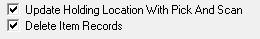 Update Holding Location With Pick And Scan
Delete Item Records